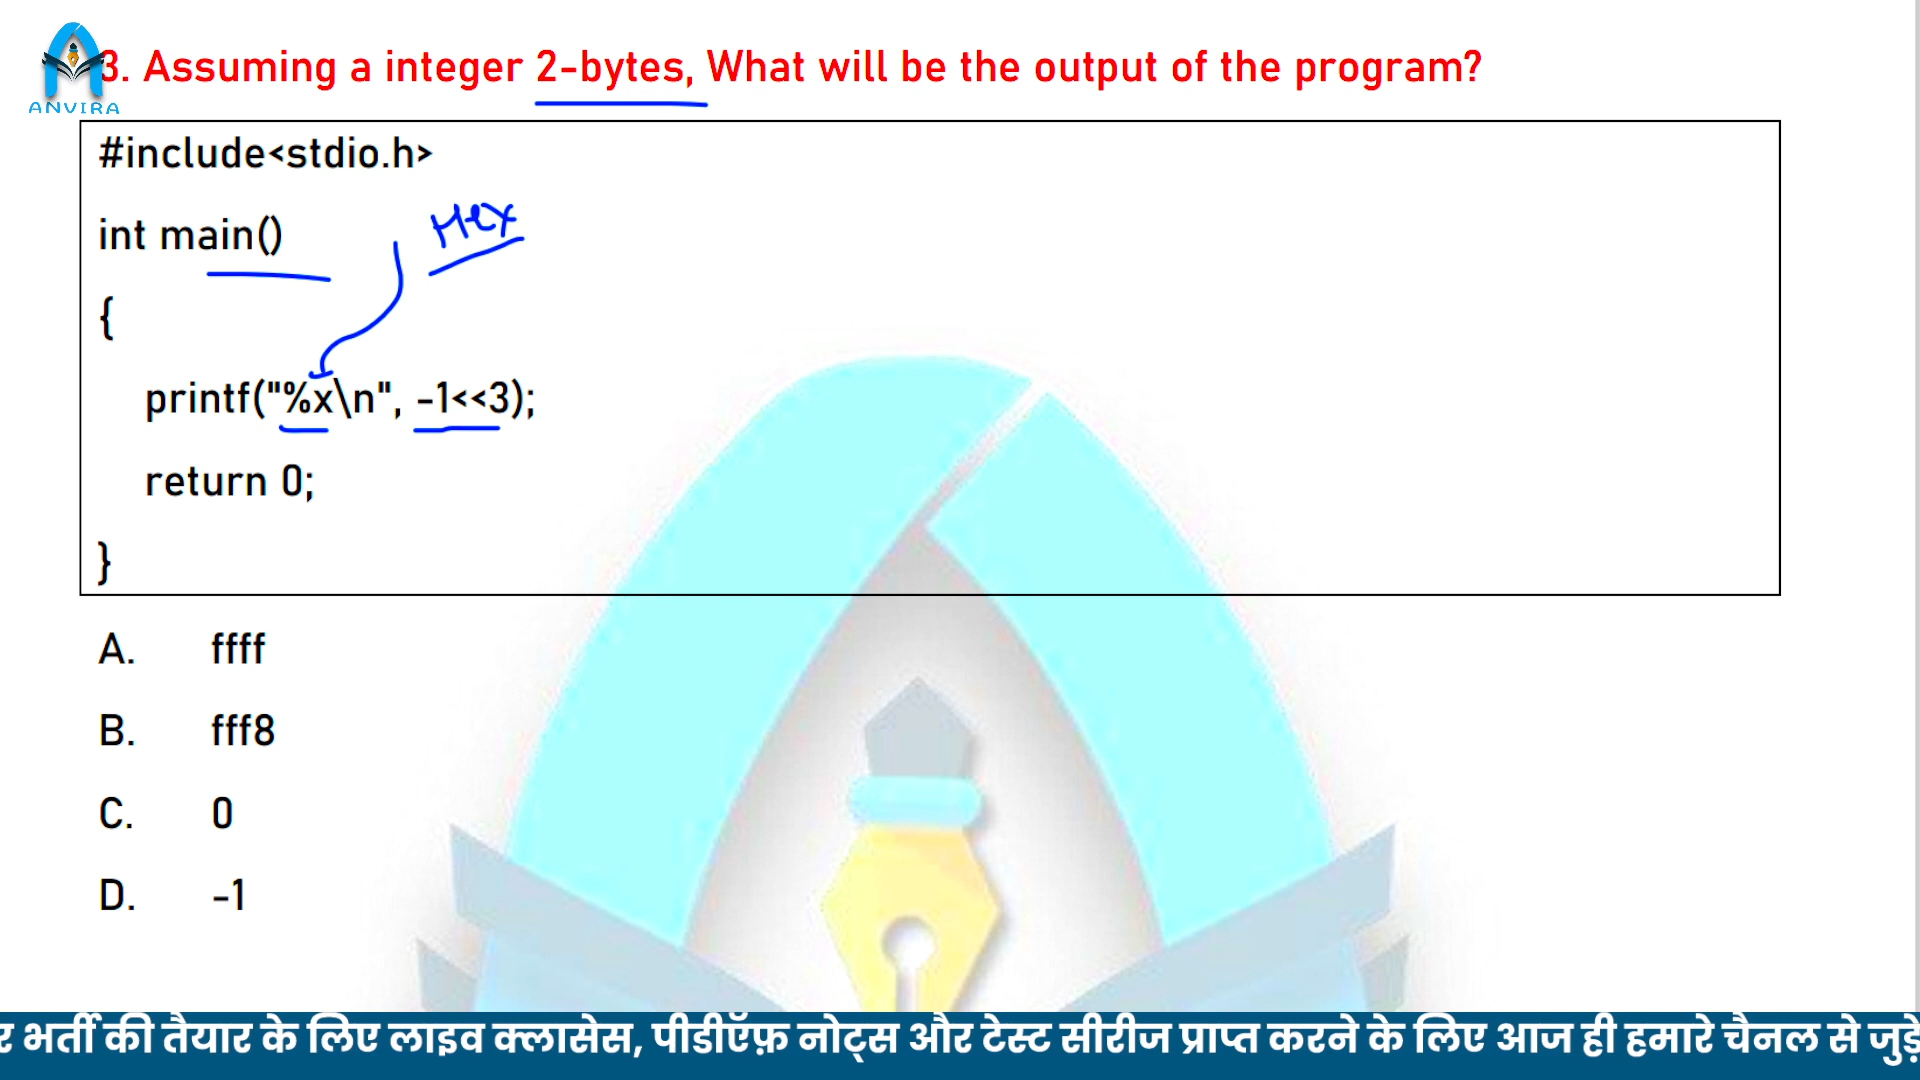 3. Assuming a integer 2-bytes, What will be the output of the program?
ANVIRA
#include<stdio.h>
int main()
Hex
{
printf("%x\n", -1<<3);
return 0;
}
A. ffff
B. fff8
C. 0
D. -1
भर्ती की तैयार के लिए लाइव क्लासेस, पीडीएॅफ़ नोट्स और टेस्ट सीरीज प्राप्त करने के लिए आज ही हमारे चैनल से जुड़े